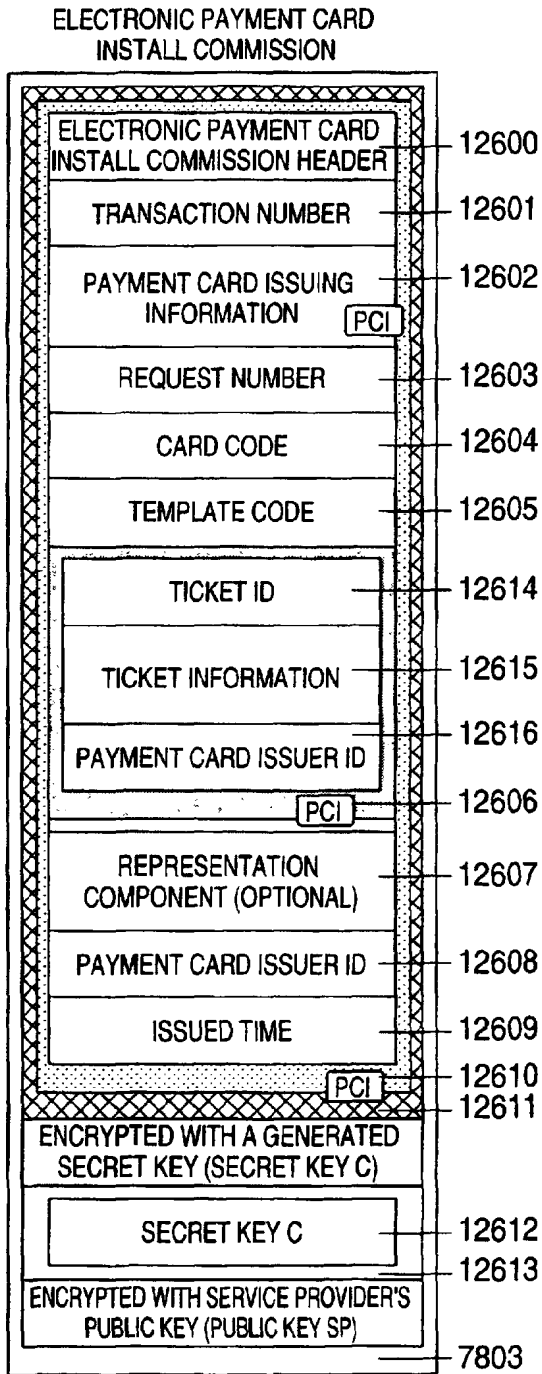 ELECTRONIC PAYMENT CARD
INSTALL COMMISSION
ELECTRONIC PAYMENT CARD
INSTALL COMMISSION HEADER
12600
TRANSACTION NUMBER
12601
PAYMENT CARD ISSUING
INFORMATION
12602
PCI
REQUEST NUMBER
12603
CARD CODE
12604
TEMPLATE CODE
12605
TICKET ID
12614
TICKET INFORMATION
12615
12616
PAYMENT CARD ISSUER ID
PCI
12606
REPRESENTATION
COMPONENT (OPTIONAL)
12607
PAYMENT CARD ISSUER ID
12608
ISSUED TIME
12609
PCI
12610
12611
ENCRYPTED WITH A GENERATED
SECRET KEY (SECRET KEY C)
SECRET KEY C
12612
12613
ENCRYPTED WITH SERVICE PROVIDER'S
PUBLIC KEY (PUBLIC KEY SP)
7803